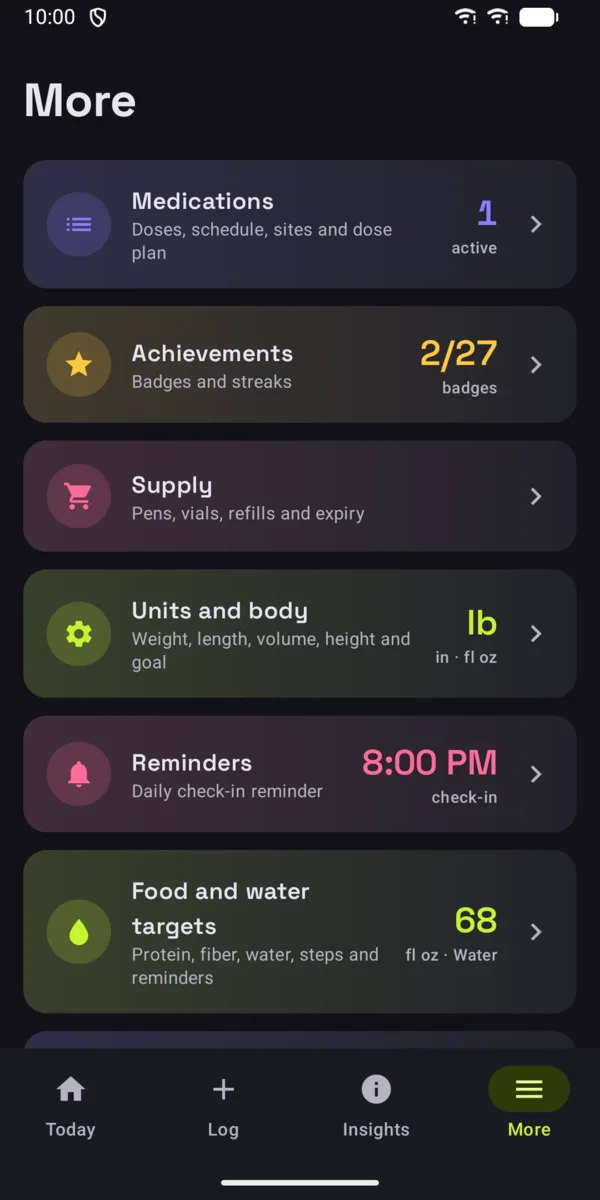 10:00
More
Medications
Doses, schedule, sites and dose
plan
1
active
Achievements
Badges and streaks
2/27
badges
Supply
Pens, vials, refills and expiry
Units and body
Weight, length, volume, height and
goal
lb
in · fl oz
Reminders
Daily check-in reminder
8:00 PM
check-in
Food and water
targets
Protein, fiber, water, steps and
reminders
68
fl oz · Water
Today
Log
Insights
More